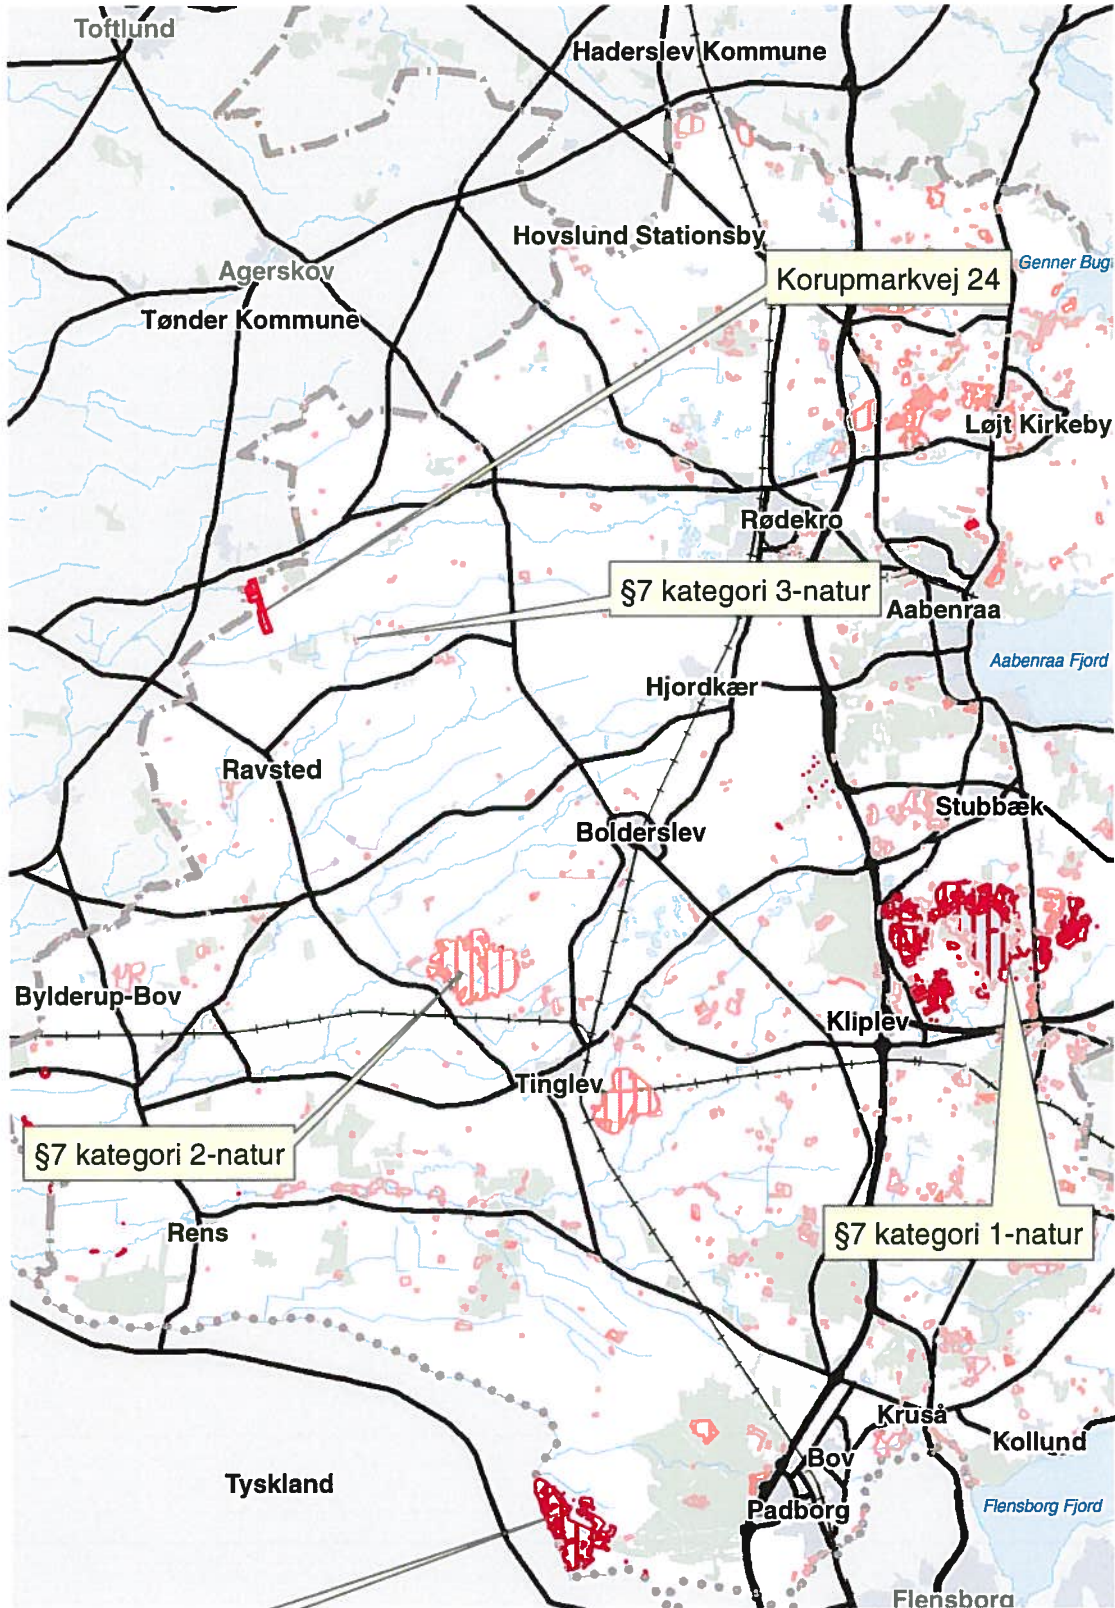 Toftlund
Haderslev Kommune
Hovslund Stationsby
Genner Bug
Agerskov
Korupmarkvej 24
Tønder Kommune
Løjt Kirkeby
Rødekro
§7 kategori 3-natur
Aabenraa
Aabenraa Fjord
Hjordkær
Ravsted
Stubbæk
Bolderslev
Bylderup-Bov
Kliplev
Tinglev
§7 kategori 2-natur
Rens
§7 kategori 1-natur
Kruså
Kollund
Bov
Tyskland
Padborg
Flensborg Fjord
Flensborg